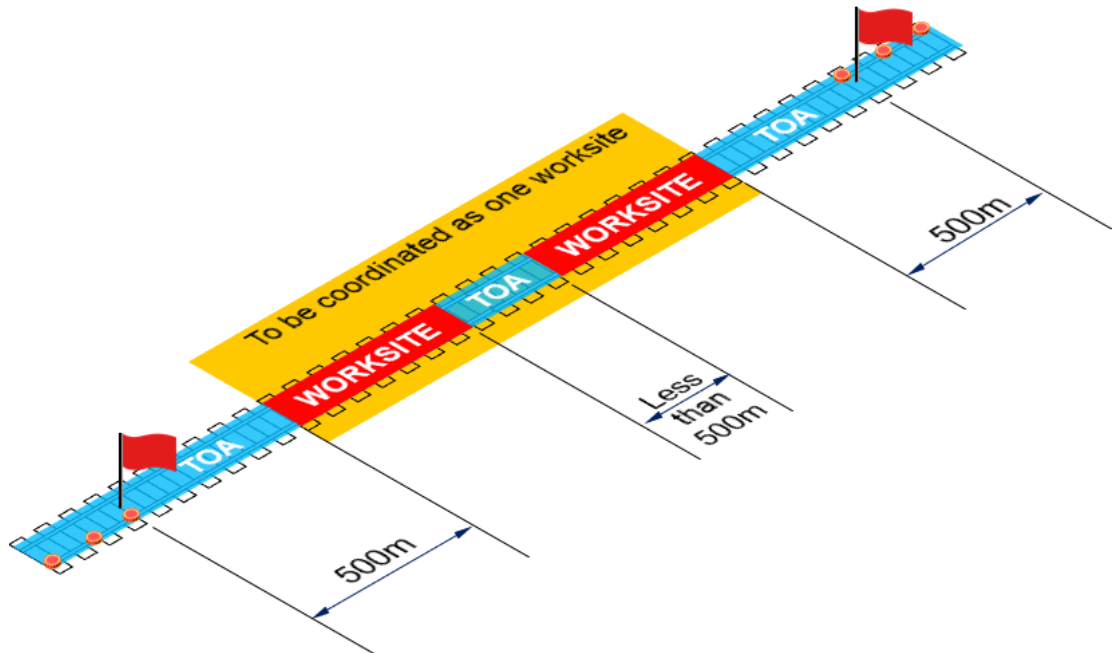 TOA
500m
To be coordinated as one worksite
WORKSITE
TOA
WORKSITE
Less
than
500m
TOA
500m